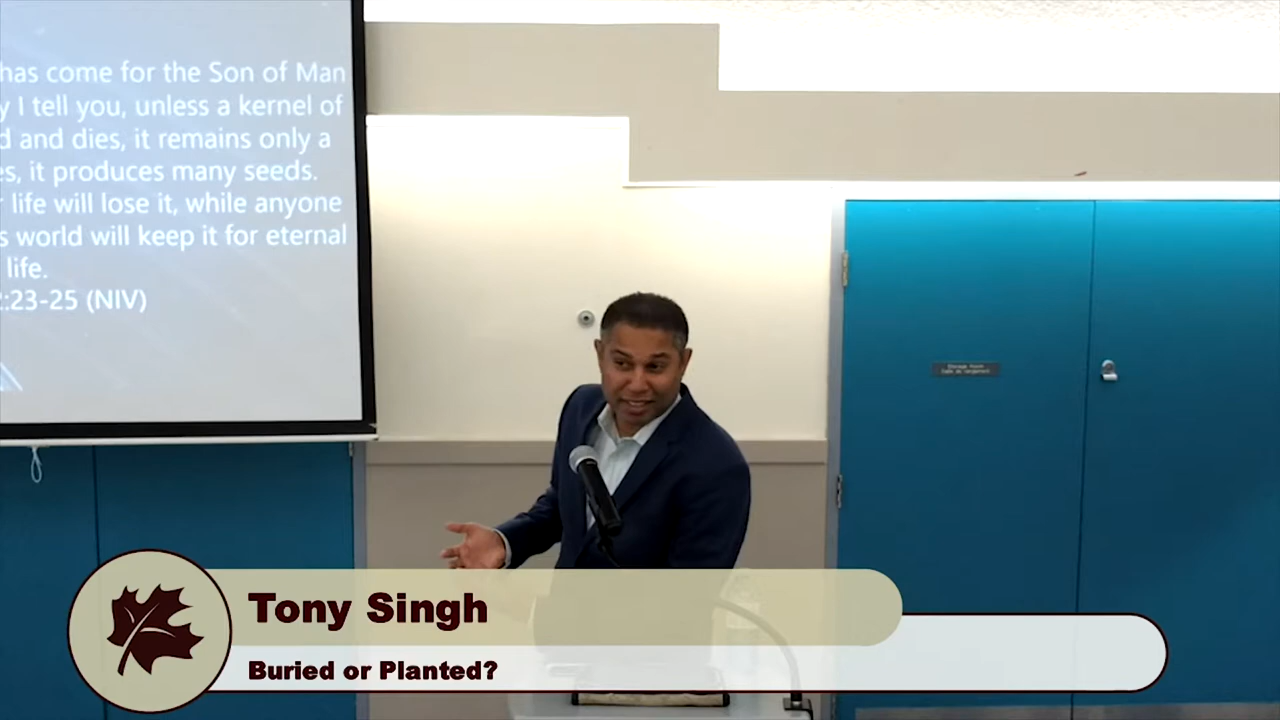 has come for the Son of Man
I tell you, unless a kernel of
and dies, it remains only a
it produces many seeds.
life will lose it, while anyone
world will keep it for eternal
life.
:23-25 (NIV)
Storage Room
Tony Singh
Buried or Planted?